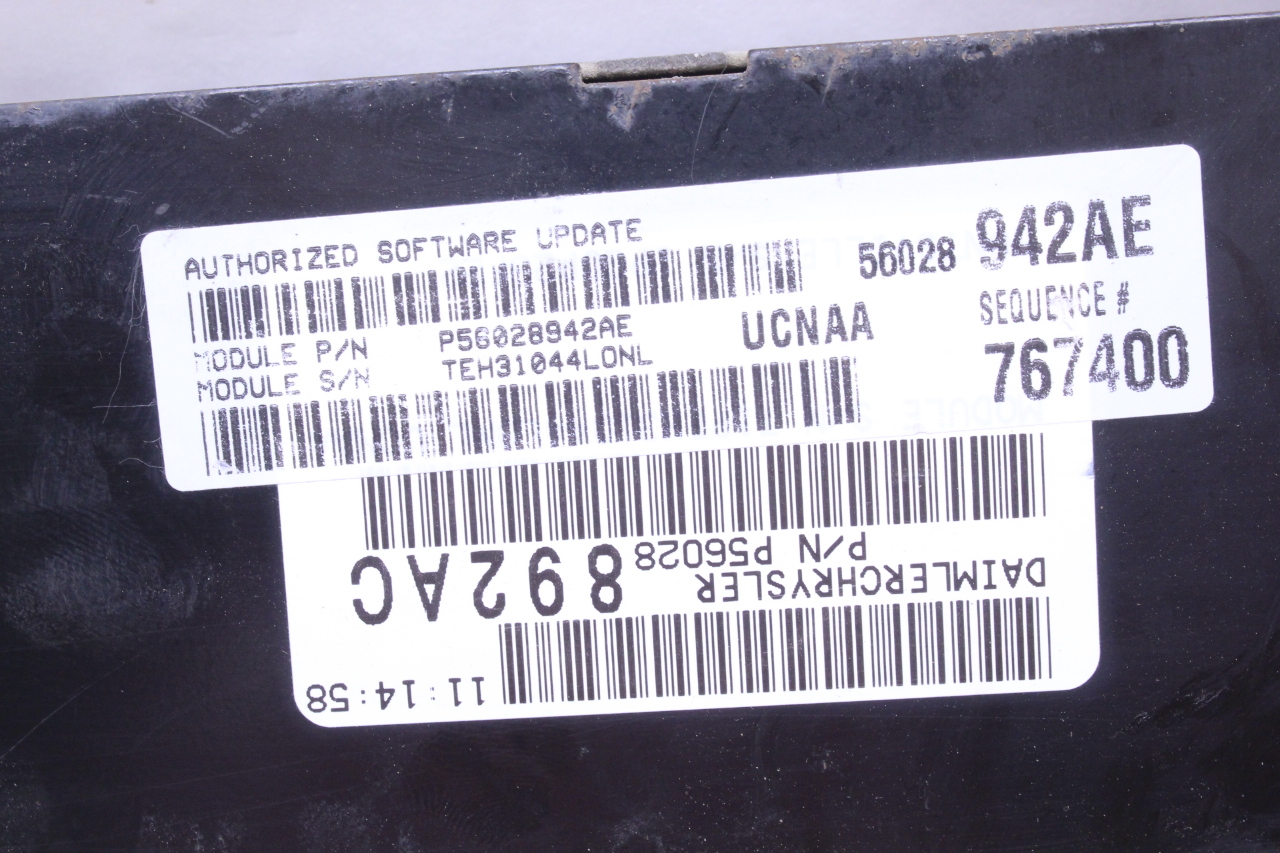 AUTHORIZED SOFTWARE UPDATE
56028 942AE
MODULE P/N P56028942AE
UCNAA
SEQUENCE #
MODULE S/N TEH31044LONL
767400
DAIMLERCHRYSLER
P/N P56028 892AC
11:14:58